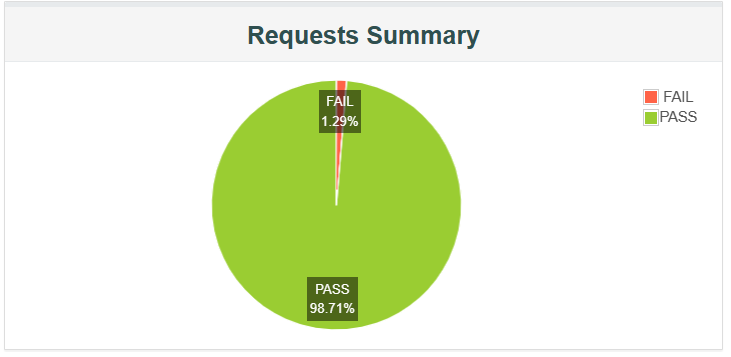 Requests Summary
FAIL
1.29%
FAIL
PASS
PASS
98.71%